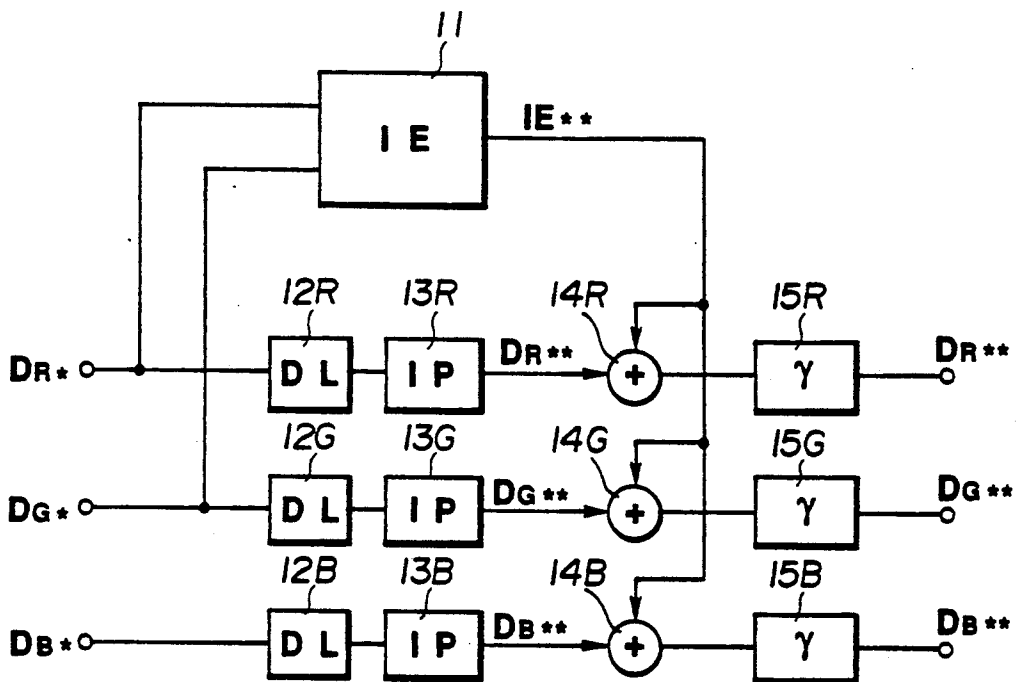 11
I E
IE**
12R 13R 14R 15R
DR* D L I P DR** + γ DR**
12G 13G 14G 15G
DG* D L I P DG** + γ DG**
12B 13B 14B 15B
DB* D L I P DB** + γ DB**